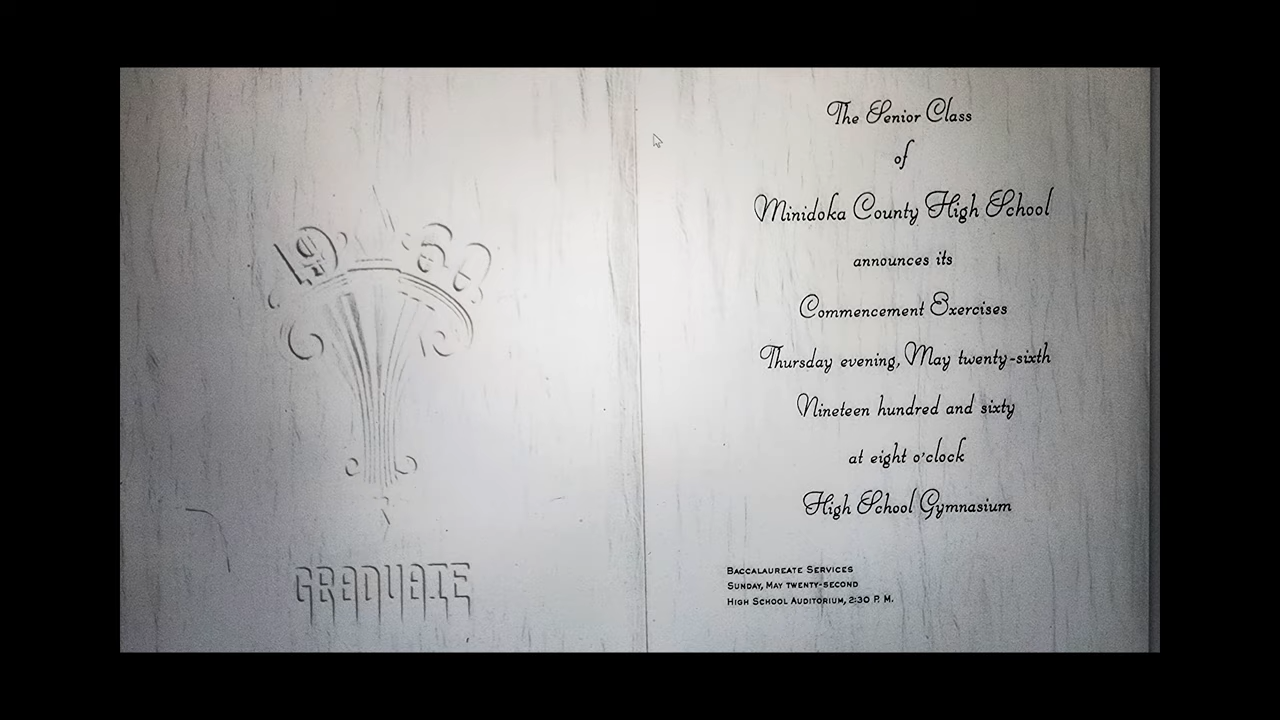 1960
GRADUATE
The Senior Class
of
Minidoka County High School
announces its
Commencement Exercises
Thursday evening, May twenty-sixth
Nineteen hundred and sixty
at eight o'clock
High School Gymnasium
BACCALAUREATE SERVICES
SUNDAY, MAY TWENTY-SECOND
HIGH SCHOOL AUDITORIUM, 2:30 P. M.